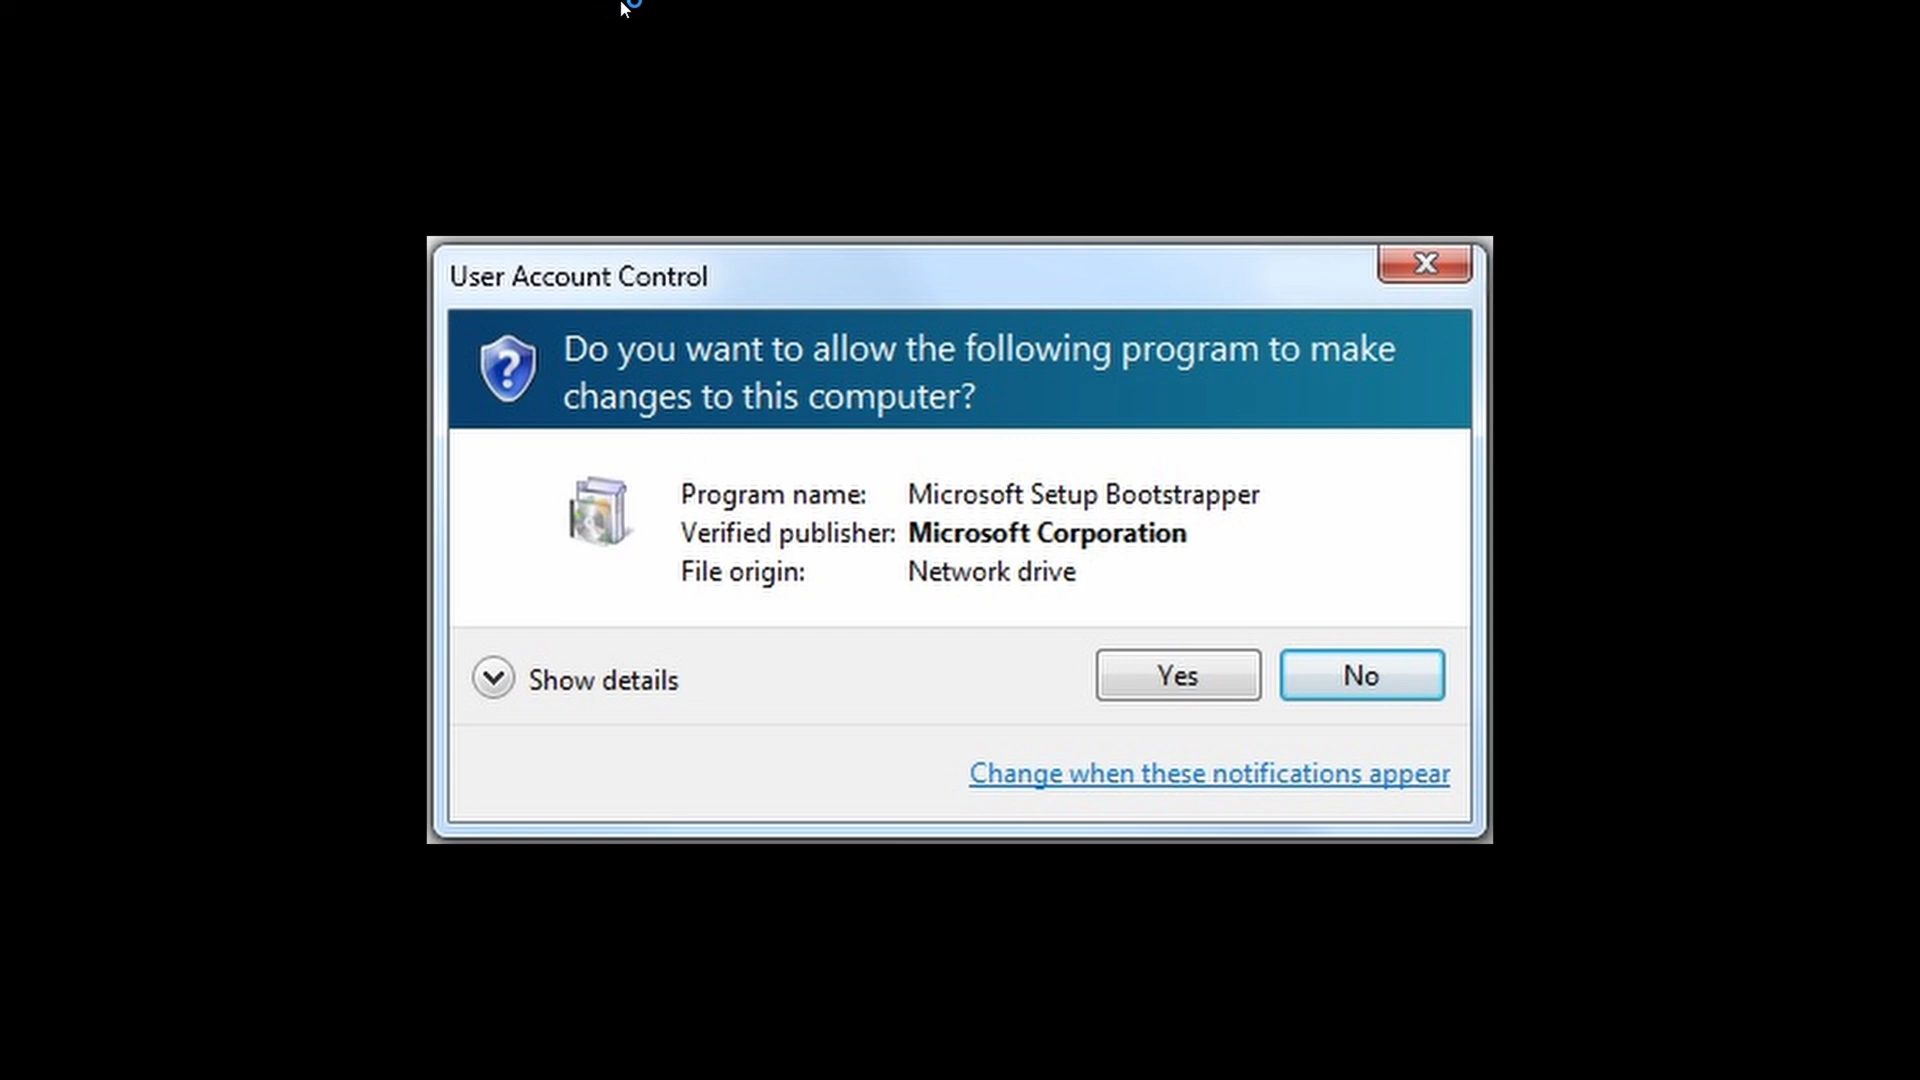 User Account Control
Do you want to allow the following program to make
changes to this computer?
Program name: Microsoft Setup Bootstrapper
Verified publisher: Microsoft Corporation
File origin: Network drive
Show details
Yes
No
Change when these notifications appear